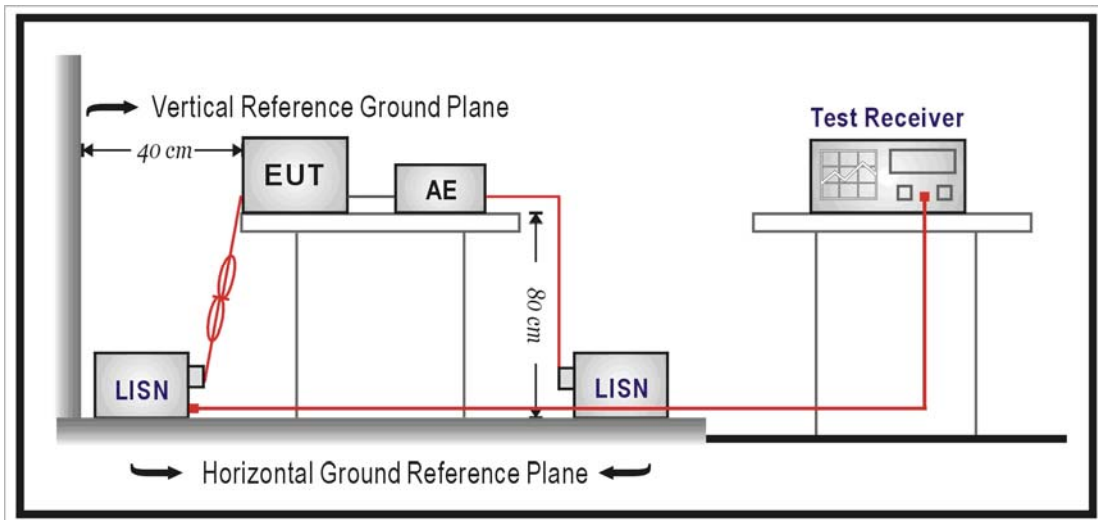 Vertical Reference Ground Plane
40 cm
EUT
AE
Test Receiver
80 cm
LISN
LISN
Horizontal Ground Reference Plane